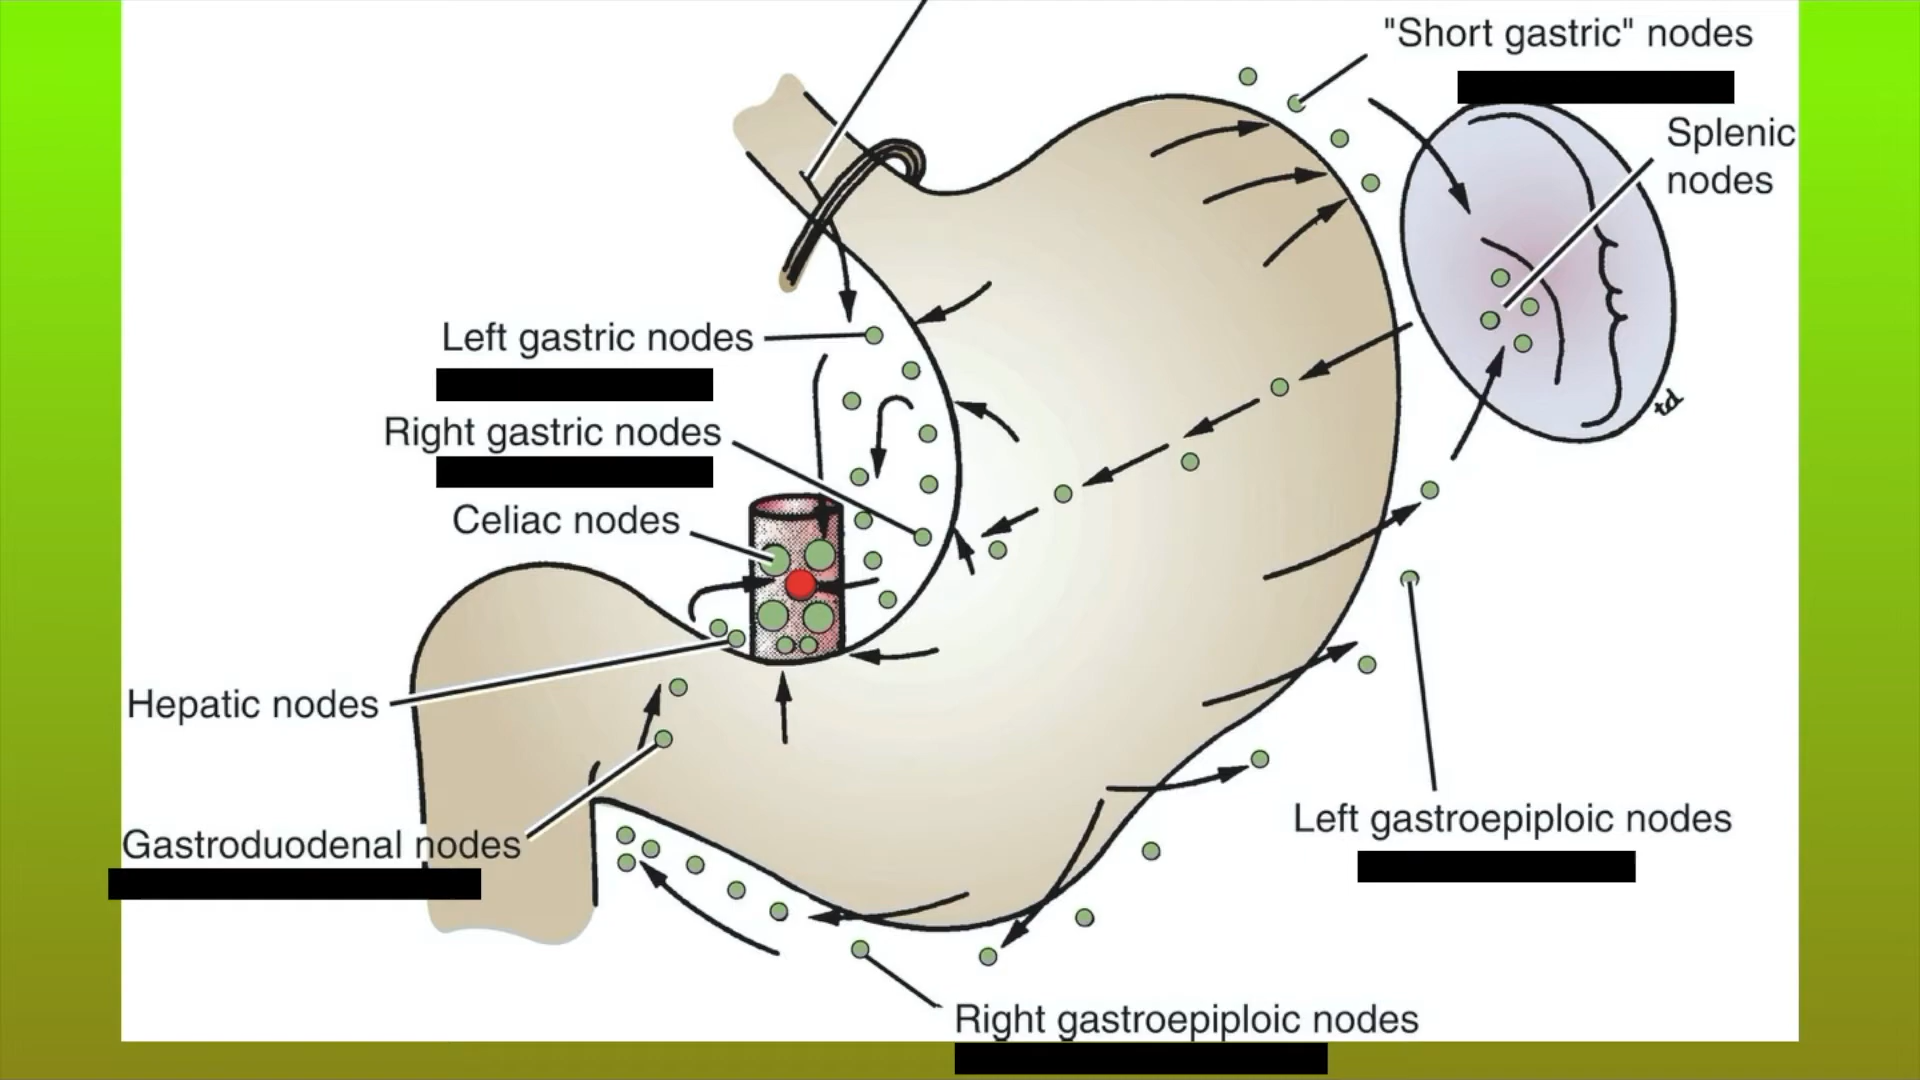 "Short gastric" nodes
Splenic
nodes
Left gastric nodes
Right gastric nodes
Celiac nodes
Hepatic nodes
Gastroduodenal nodes
Left gastroepiploic nodes
Right gastroepiploic nodes
td